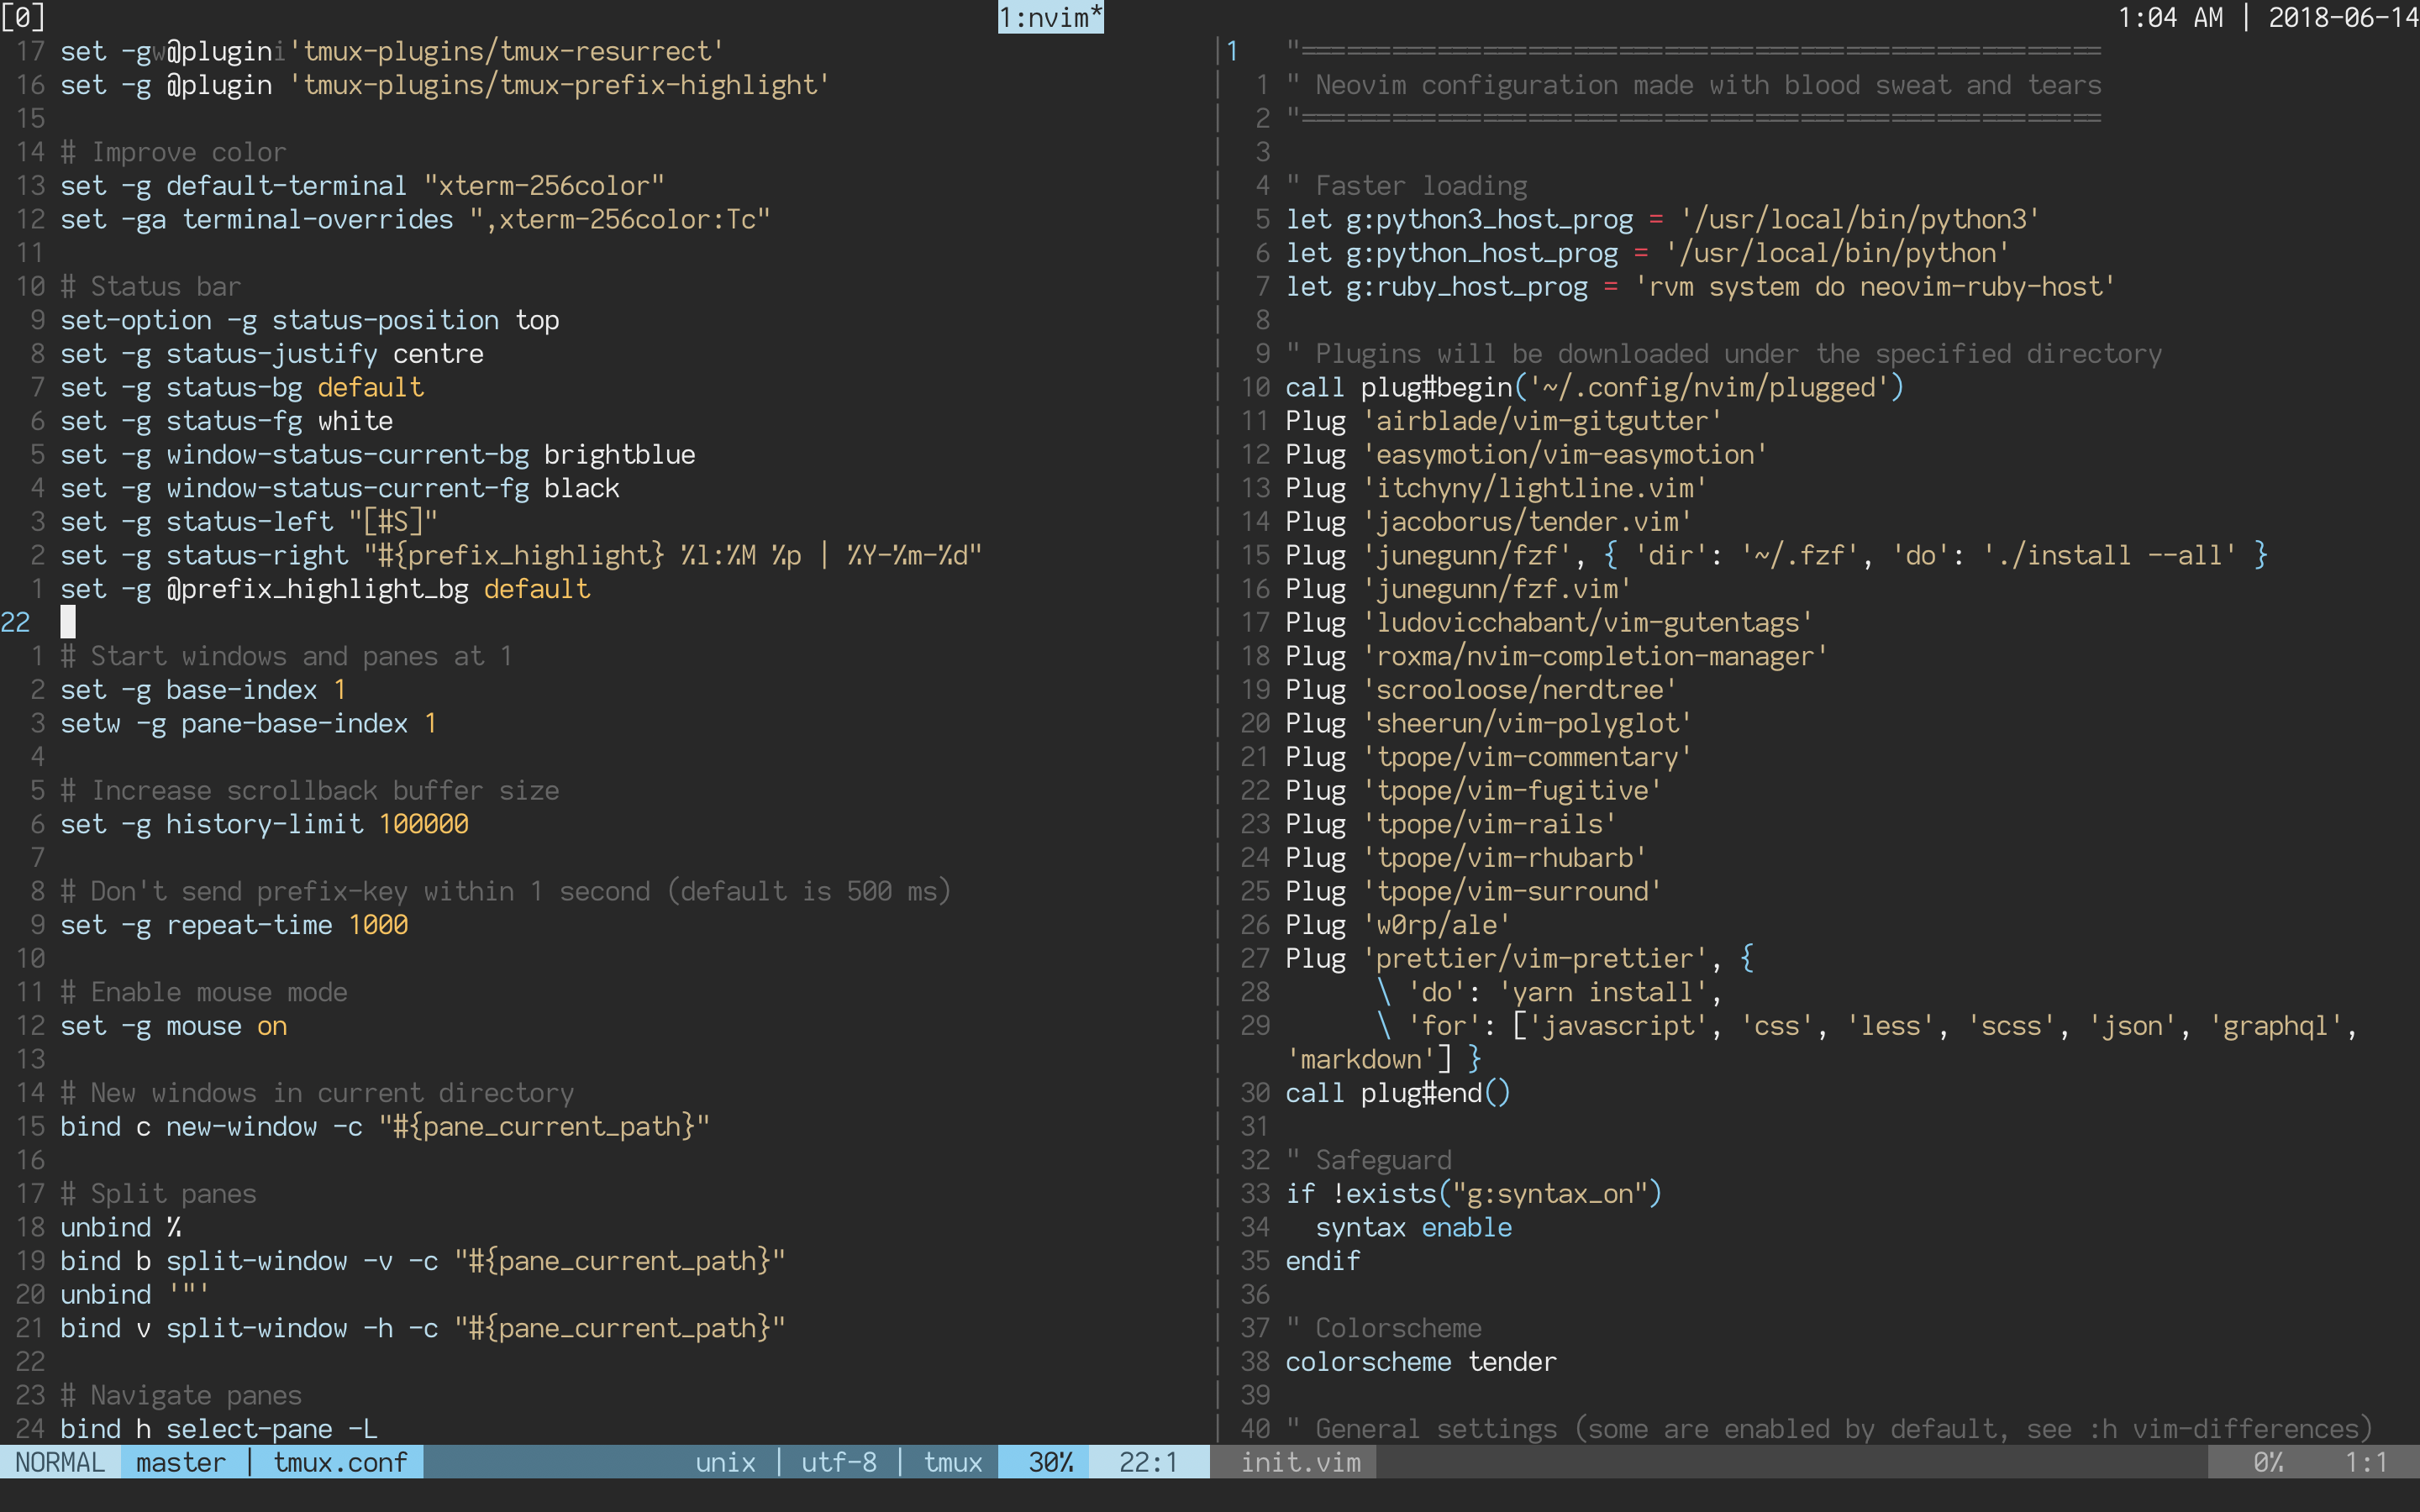 [0] 1:nvim* 1:04 AM | 2018-06-14
17 set -gw@plugini'tmux-plugins/tmux-resurrect'
16 set -g @plugin 'tmux-plugins/tmux-prefix-highlight'
15
14 # Improve color
13 set -g default-terminal "xterm-256color"
12 set -ga terminal-overrides ",xterm-256color:Tc"
11
10 # Status bar
9 set-option -g status-position top
8 set -g status-justify centre
7 set -g status-bg default
6 set -g status-fg white
5 set -g window-status-current-bg brightblue
4 set -g window-status-current-fg black
3 set -g status-left "[#S]"
2 set -g status-right "#{prefix_highlight} %l:%M %p | %Y-%m-%d"
1 set -g @prefix_highlight_bg default
22
1 # Start windows and panes at 1
2 set -g base-index 1
3 setw -g pane-base-index 1
4
5 # Increase scrollback buffer size
6 set -g history-limit 100000
7
8 # Don't send prefix-key within 1 second (default is 500 ms)
9 set -g repeat-time 1000
10
11 # Enable mouse mode
12 set -g mouse on
13
14 # New windows in current directory
15 bind c new-window -c "#{pane_current_path}"
16
17 # Split panes
18 unbind %
19 bind b split-window -v -c "#{pane_current_path}"
20 unbind '"'
21 bind v split-window -h -c "#{pane_current_path}"
22
23 # Navigate panes
24 bind h select-pane -L
NORMAL master | tmux.conf unix | utf-8 | tmux 30% 22:1
1 "=====================================================
1 " Neovim configuration made with blood sweat and tears
2 "=====================================================
3
4 " Faster loading
5 let g:python3_host_prog = '/usr/local/bin/python3'
6 let g:python_host_prog = '/usr/local/bin/python'
7 let g:ruby_host_prog = 'rvm system do neovim-ruby-host'
8
9 " Plugins will be downloaded under the specified directory
10 call plug#begin('~/.config/nvim/plugged')
11 Plug 'airblade/vim-gitgutter'
12 Plug 'easymotion/vim-easymotion'
13 Plug 'itchyny/lightline.vim'
14 Plug 'jacoborus/tender.vim'
15 Plug 'junegunn/fzf', { 'dir': '~/.fzf', 'do': './install --all' }
16 Plug 'junegunn/fzf.vim'
17 Plug 'ludovicchabant/vim-gutentags'
18 Plug 'roxma/nvim-completion-manager'
19 Plug 'scrooloose/nerdtree'
20 Plug 'sheerun/vim-polyglot'
21 Plug 'tpope/vim-commentary'
22 Plug 'tpope/vim-fugitive'
23 Plug 'tpope/vim-rails'
24 Plug 'tpope/vim-rhubarb'
25 Plug 'tpope/vim-surround'
26 Plug 'w0rp/ale'
27 Plug 'prettier/vim-prettier', {
28 \ 'do': 'yarn install',
29 \ 'for': ['javascript', 'css', 'less', 'scss', 'json', 'graphql',
'markdown'] }
30 call plug#end()
31
32 " Safeguard
33 if !exists("g:syntax_on")
34 syntax enable
35 endif
36
37 " Colorscheme
38 colorscheme tender
39
40 " General settings (some are enabled by default, see :h vim-differences)
init.vim 0% 1:1